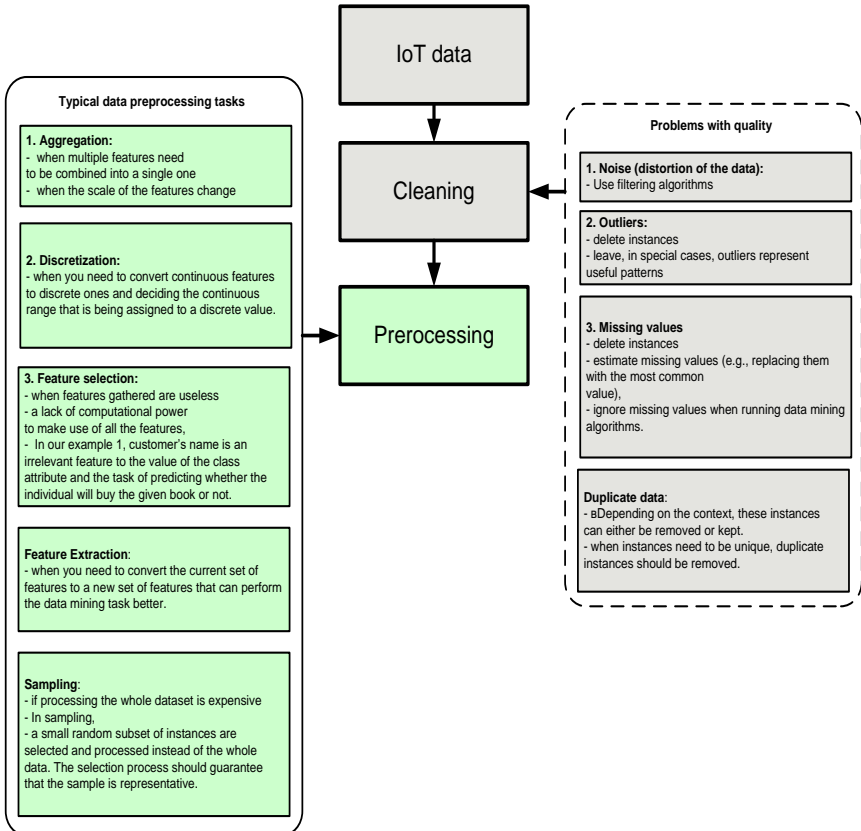 IoT data
Cleaning
Prerocessing
Typical data preprocessing tasks
1. Aggregation:
- when multiple features need
to be combined into a single one
- when the scale of the features change
2. Discretization:
- when you need to convert continuous features
to discrete ones and deciding the continuous
range that is being assigned to a discrete value.
3. Feature selection:
- when features gathered are useless
- a lack of computational power
to make use of all the features,
- In our example 1, customer’s name is an
irrelevant feature to the value of the class
attribute and the task of predicting whether the
individual will buy the given book or not.
Feature Extraction:
- when you need to convert the current set of
features to a new set of features that can perform
the data mining task better.
Sampling:
- if processing the whole dataset is expensive
- In sampling,
- a small random subset of instances are
selected and processed instead of the whole
data. The selection process should guarantee
that the sample is representative.
Problems with quality
1. Noise (distortion of the data):
- Use filtering algorithms
2. Outliers:
- delete instances
- leave, in special cases, outliers represent
useful patterns
3. Missing values
- delete instances
- estimate missing values (e.g., replacing them
with the most common
value),
- ignore missing values when running data mining
algorithms.
Duplicate data:
- вDepending on the context, these instances
can either be removed or kept.
- when instances need to be unique, duplicate
instances should be removed.